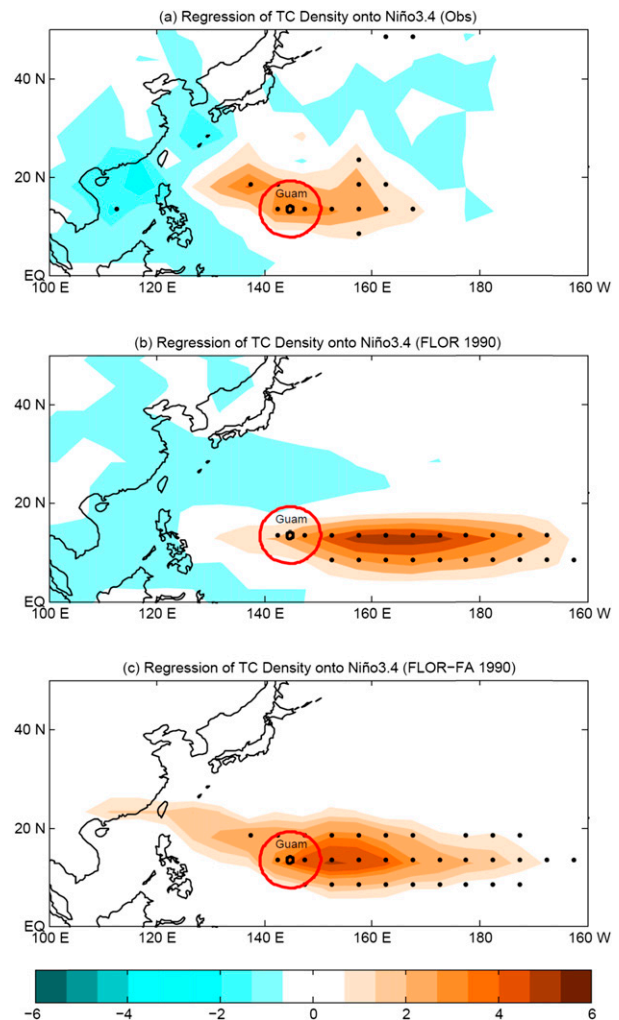 (a) Regression of TC Density onto Niño3.4 (Obs)
40 N
20 N
Guam
EQ
100 E 120 E 140 E 160 E 180 160 W
(b) Regression of TC Density onto Niño3.4 (FLOR 1990)
40 N
20 N
Guam
EQ
100 E 120 E 140 E 160 E 180 160 W
(c) Regression of TC Density onto Niño3.4 (FLOR−FA 1990)
40 N
20 N
Guam
EQ
100 E 120 E 140 E 160 E 180 160 W
−6 −4 −2 0 2 4 6